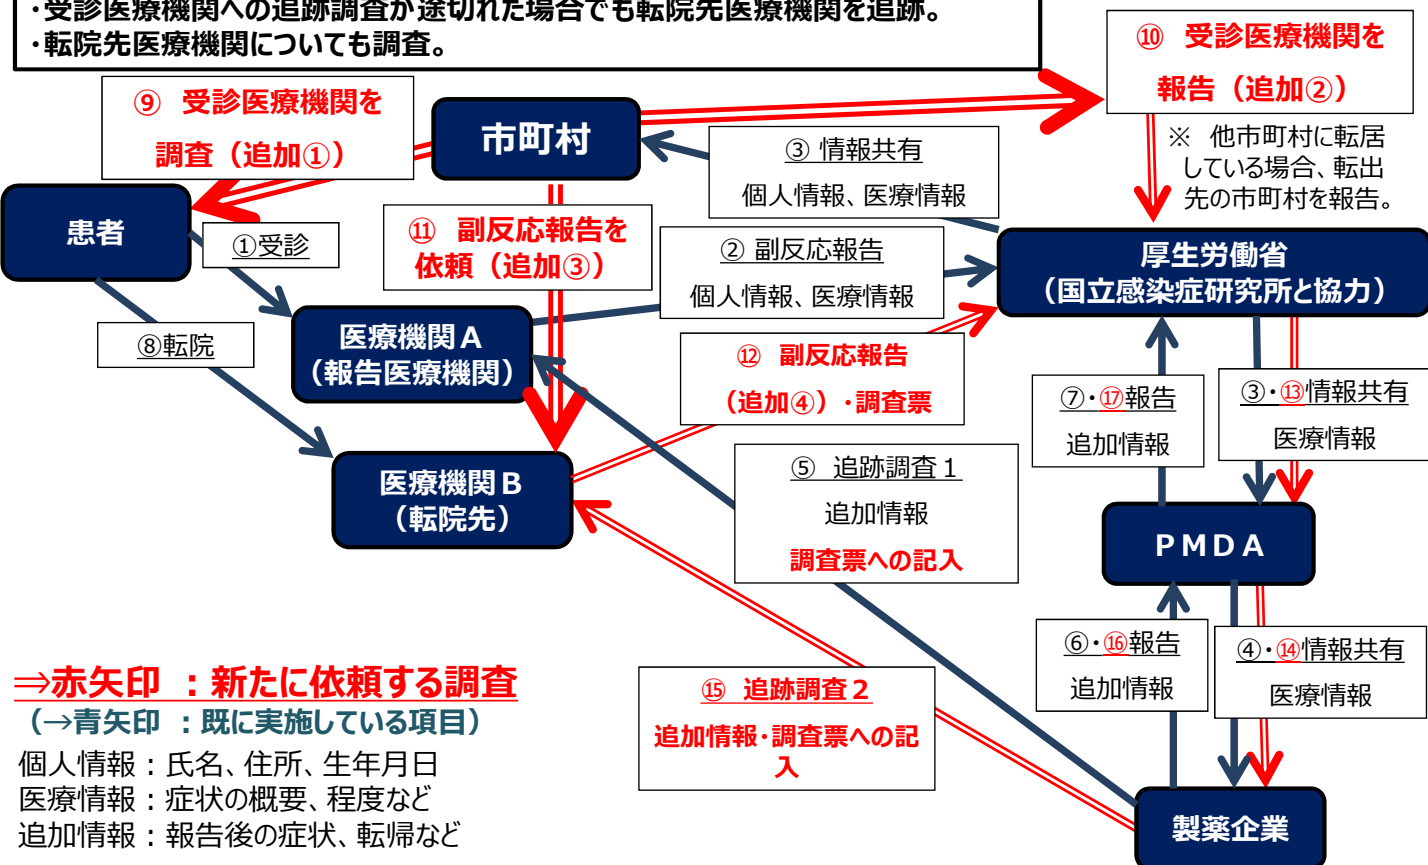 ・受診医療機関への追跡調査が途切れた場合でも転院先医療機関を追跡。
・転院先医療機関についても調査。
⑩ 受診医療機関を
報告（追加②）
※ 他市町村に転居
している場合、転出
先の市町村を報告。
⑨ 受診医療機関を
調査（追加①）
市町村
③ 情報共有
個人情報、医療情報
患者
①受診
⑪ 副反応報告を
依頼（追加③）
② 副反応報告
個人情報、医療情報
厚生労働省
（国立感染症研究所と協力）
⑧転院
医療機関Ａ
（報告医療機関）
⑫ 副反応報告
（追加④）・調査票
⑦・⑰報告
追加情報
③・⑬情報共有
医療情報
医療機関Ｂ
（転院先）
⑤ 追跡調査１
追加情報
調査票への記入
ＰＭＤＡ
⑥・⑯報告
追加情報
④・⑭情報共有
医療情報
⑮ 追跡調査２
追加情報・調査票への記
入
製薬企業
⇒赤矢印 ：新たに依頼する調査
（→青矢印 ：既に実施している項目）
個人情報：氏名、住所、生年月日
医療情報：症状の概要、程度など
追加情報：報告後の症状、転帰など